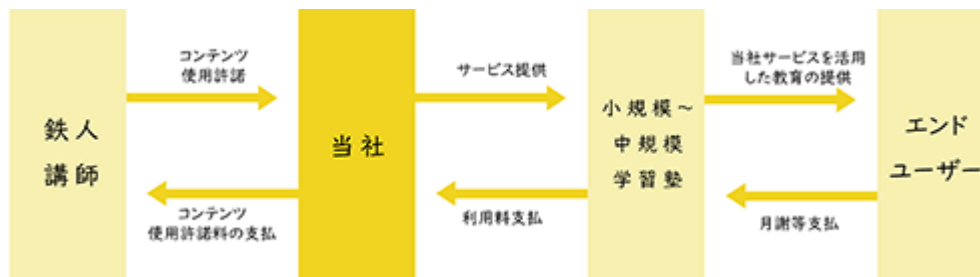 鉄人
講師
コンテンツ
使用許諾
コンテンツ
使用許諾料の支払
当社
サービス提供
利用料支払
小規模～
中規模
学習塾
当社サービスを活用
した教育の提供
月謝等支払
エンド
ユーザー